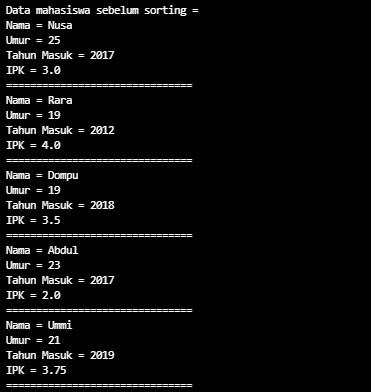 Data mahasiswa sebelum sorting =
Nama = Nusa
Umur = 25
Tahun Masuk = 2017
IPK = 3.0
===============================
Nama = Rara
Umur = 19
Tahun Masuk = 2012
IPK = 4.0
===============================
Nama = Dompu
Umur = 19
Tahun Masuk = 2018
IPK = 3.5
===============================
Nama = Abdul
Umur = 23
Tahun Masuk = 2017
IPK = 2.0
===============================
Nama = Ummi
Umur = 21
Tahun Masuk = 2019
IPK = 3.75
===============================